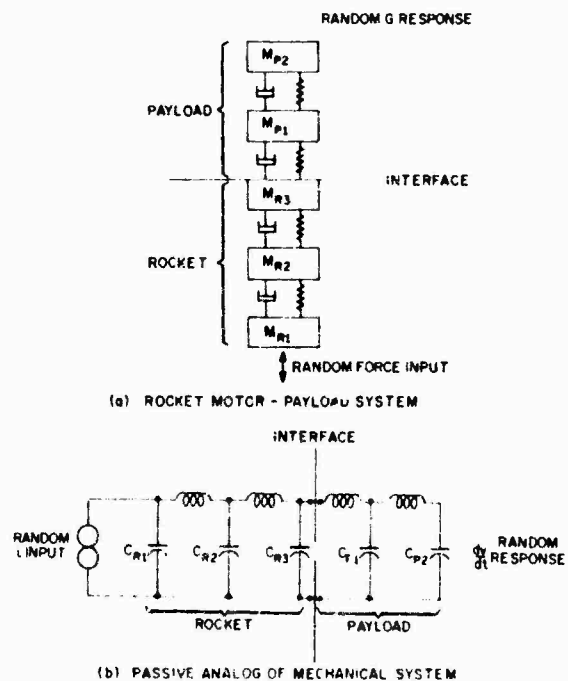 RANDOM G RESPONSE
M_P2
PAYLOAD
M_P1
INTERFACE
M_R3
ROCKET
M_R2
M_R1
RANDOM FORCE INPUT
(a) ROCKET MOTOR - PAYLOAD SYSTEM
INTERFACE
RANDOM
INPUT
C_R1
C_R2
C_R3
C_P2
dv/dt
RANDOM
RESPONSE
ROCKET
PAYLOAD
(b) PASSIVE ANALOG OF MECHANICAL SYSTEM